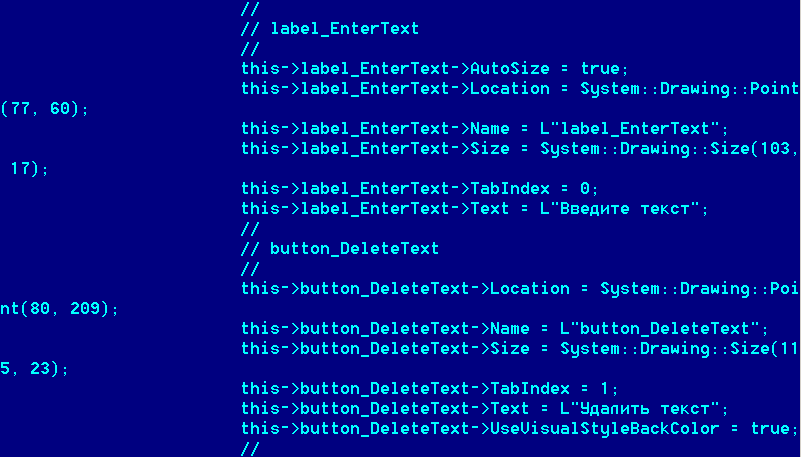 //
// label_EnterText
//
this->label_EnterText->AutoSize = true;
this->label_EnterText->Location = System::Drawing::Point
(77, 60);
this->label_EnterText->Name = L"label_EnterText";
this->label_EnterText->Size = System::Drawing::Size(103,
17);
this->label_EnterText->TabIndex = 0;
this->label_EnterText->Text = L"Введите текст";
//
// button_DeleteText
//
this->button_DeleteText->Location = System::Drawing::Poi
nt(80, 209);
this->button_DeleteText->Name = L"button_DeleteText";
this->button_DeleteText->Size = System::Drawing::Size(11
5, 23);
this->button_DeleteText->TabIndex = 1;
this->button_DeleteText->Text = L"Удалить текст";
this->button_DeleteText->UseVisualStyleBackColor = true;
//